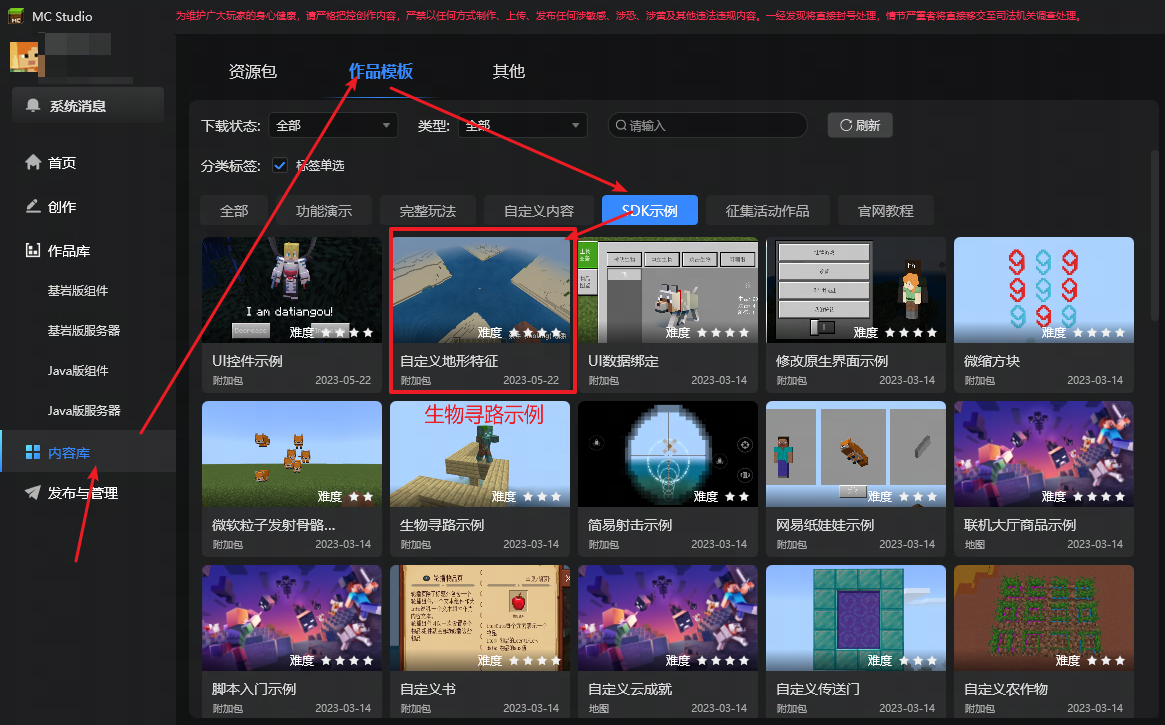 MC Studio
为维护广大玩家的身心健康，请严格把控创作内容，严禁以任何方式制作、上传、发布任何涉敏感、涉恐、涉黄及其他违法违规内容。一经发现将直接封号处理，情节严重者将直接移交至司法机关调查处理。
系统消息
首页
创作
作品库
基岩版组件
基岩版服务器
Java版组件
Java版服务器
内容库
发布与管理
资源包 作品模板 其他
下载状态: 全部 类型: 全部 请输入 刷新
分类标签: 标签单选
全部 功能演示 完整玩法 自定义内容 SDK示例 征集活动作品 官网教程
I am datiangou!
难度 难度 难度 难度 难度
UI控件示例 自定义地形特征 UI数据绑定 修改原生界面示例 微缩方块
附加包 2023-05-22 附加包 2023-05-22 附加包 2023-03-14 附加包 2023-03-14 附加包 2023-03-14
生物寻路示例
难度 难度 难度 难度 难度
微软粒子发射骨骼... 生物寻路示例 简易射击示例 网易纸娃娃示例 联机大厅商品示例
附加包 2023-03-14 附加包 2023-03-14 附加包 2023-03-14 附加包 2023-03-14 地图 2023-03-14
难度 难度 难度 难度 难度
脚本入门示例 自定义书 自定义云成就 自定义传送门 自定义农作物
附加包 2023-03-14 附加包 2023-03-14 地图 2023-03-14 附加包 2023-03-14 附加包 2023-03-14